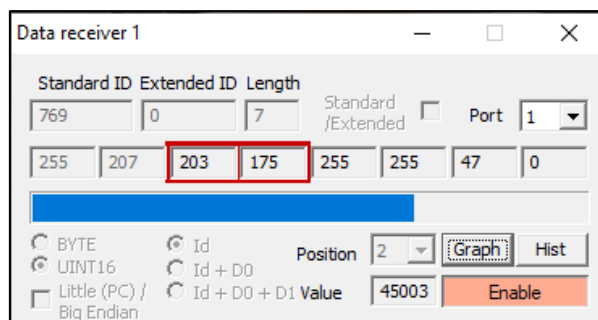 Data receiver 1
Standard ID Extended ID Length
769 0 7 Standard /Extended Port 1
255 207 203 175 255 255 47 0
BYTE Id Position 2 Graph Hist
UINT16 Id + D0
Little (PC) / Big Endian Id + D0 + D1 Value 45003 Enable